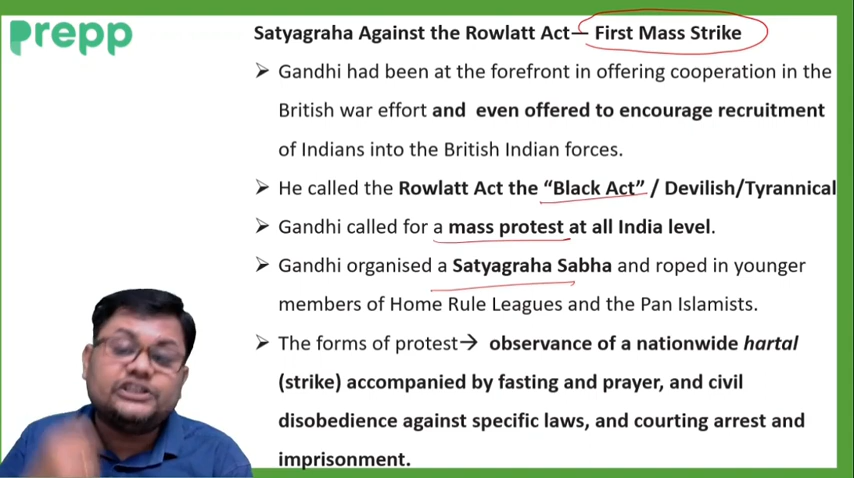 prepp
Satyagraha Against the Rowlatt Act— First Mass Strike
➢ Gandhi had been at the forefront in offering cooperation in the
British war effort and even offered to encourage recruitment
of Indians into the British Indian forces.
➢ He called the Rowlatt Act the “Black Act” / Devilish/Tyrannical
➢ Gandhi called for a mass protest at all India level.
➢ Gandhi organised a Satyagraha Sabha and roped in younger
members of Home Rule Leagues and the Pan Islamists.
➢ The forms of protest→ observance of a nationwide hartal
(strike) accompanied by fasting and prayer, and civil
disobedience against specific laws, and courting arrest and
imprisonment.